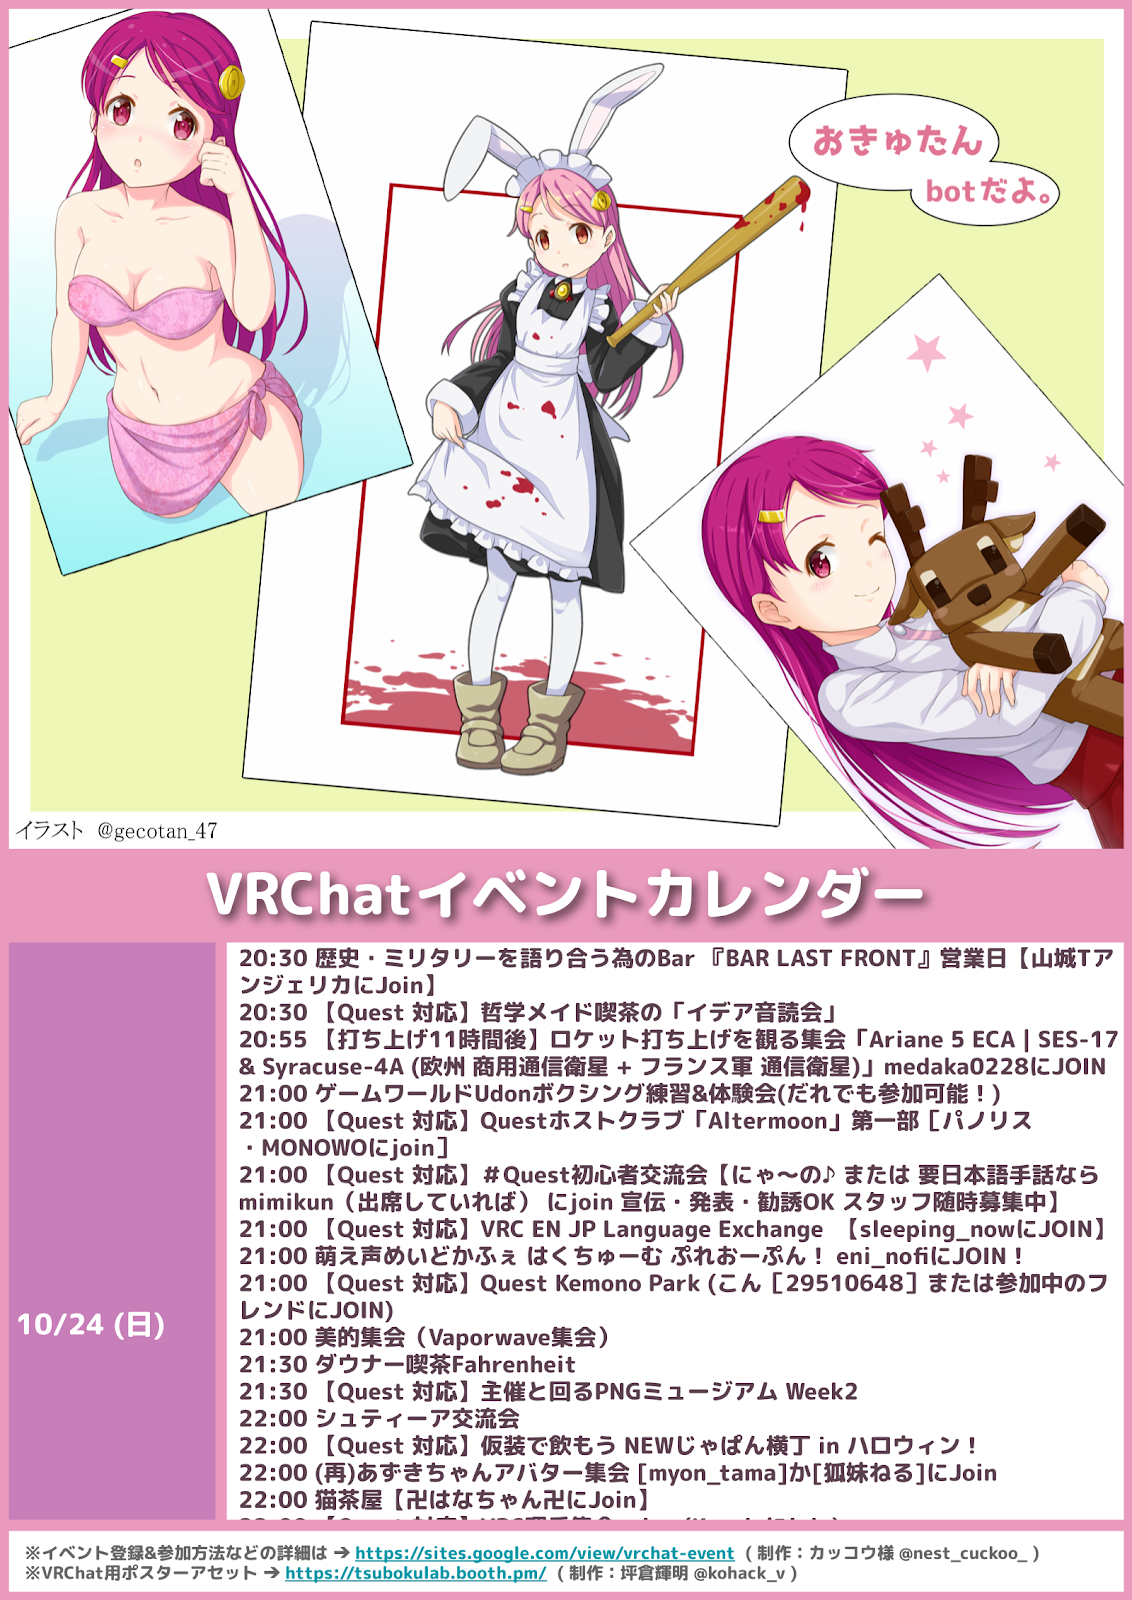 おきゅたん
botだよ。
イラスト @gecotan_47
VRChatイベントカレンダー
10/24 (日)
20:30 歴史・ミリタリーを語り合う為のBar 『BAR LAST FRONT』営業日【山城Tア
ンジェリカにJoin】
20:30 【Quest 対応】哲学メイド喫茶の「イデア音読会」
20:55 【打ち上げ11時間後】ロケット打ち上げを観る集会「Ariane 5 ECA | SES-17
& Syracuse-4A (欧州 商用通信衛星 + フランス軍 通信衛星)」medaka0228にJOIN
21:00 ゲームワールドUdonボクシング練習&体験会(だれでも参加可能！)
21:00 【Quest 対応】Questホストクラブ「Altermoon」第一部［パノリス
・MONOWOにjoin］
21:00 【Quest 対応】＃Quest初心者交流会【にゃ～の♪ または 要日本語手話なら
mimikun（出席していれば） にjoin 宣伝・発表・勧誘OK スタッフ随時募集中】
21:00 【Quest 対応】VRC EN JP Language Exchange 【sleeping_nowにJOIN】
21:00 萌え声めいどかふぇ はくちゅーむ ぷれおーぷん！ eni_nofiにJOIN！
21:00 【Quest 対応】Quest Kemono Park (こん［29510648］または参加中のフ
レンドにJOIN)
21:00 美的集会（Vaporwave集会）
21:30 ダウナー喫茶Fahrenheit
21:30 【Quest 対応】主催と回るPNGミュージアム Week2
22:00 シュティーア交流会
22:00 【Quest 対応】仮装で飲もう NEWじゃぱん横丁 in ハロウィン！
22:00 (再)あずきちゃんアバター集会 [myon_tama]か[狐妹ねる]にJoin
22:00 猫茶屋【卍はなちゃん卍にJoin】
※イベント登録&参加方法などの詳細は ➔ https://sites.google.com/view/vrchat-event ( 制作：カッコウ様 @nest_cuckoo_ )
※VRChat用ポスターアセット ➔ https://tsubokulab.booth.pm/ ( 制作：坪倉輝明 @kohack_v )